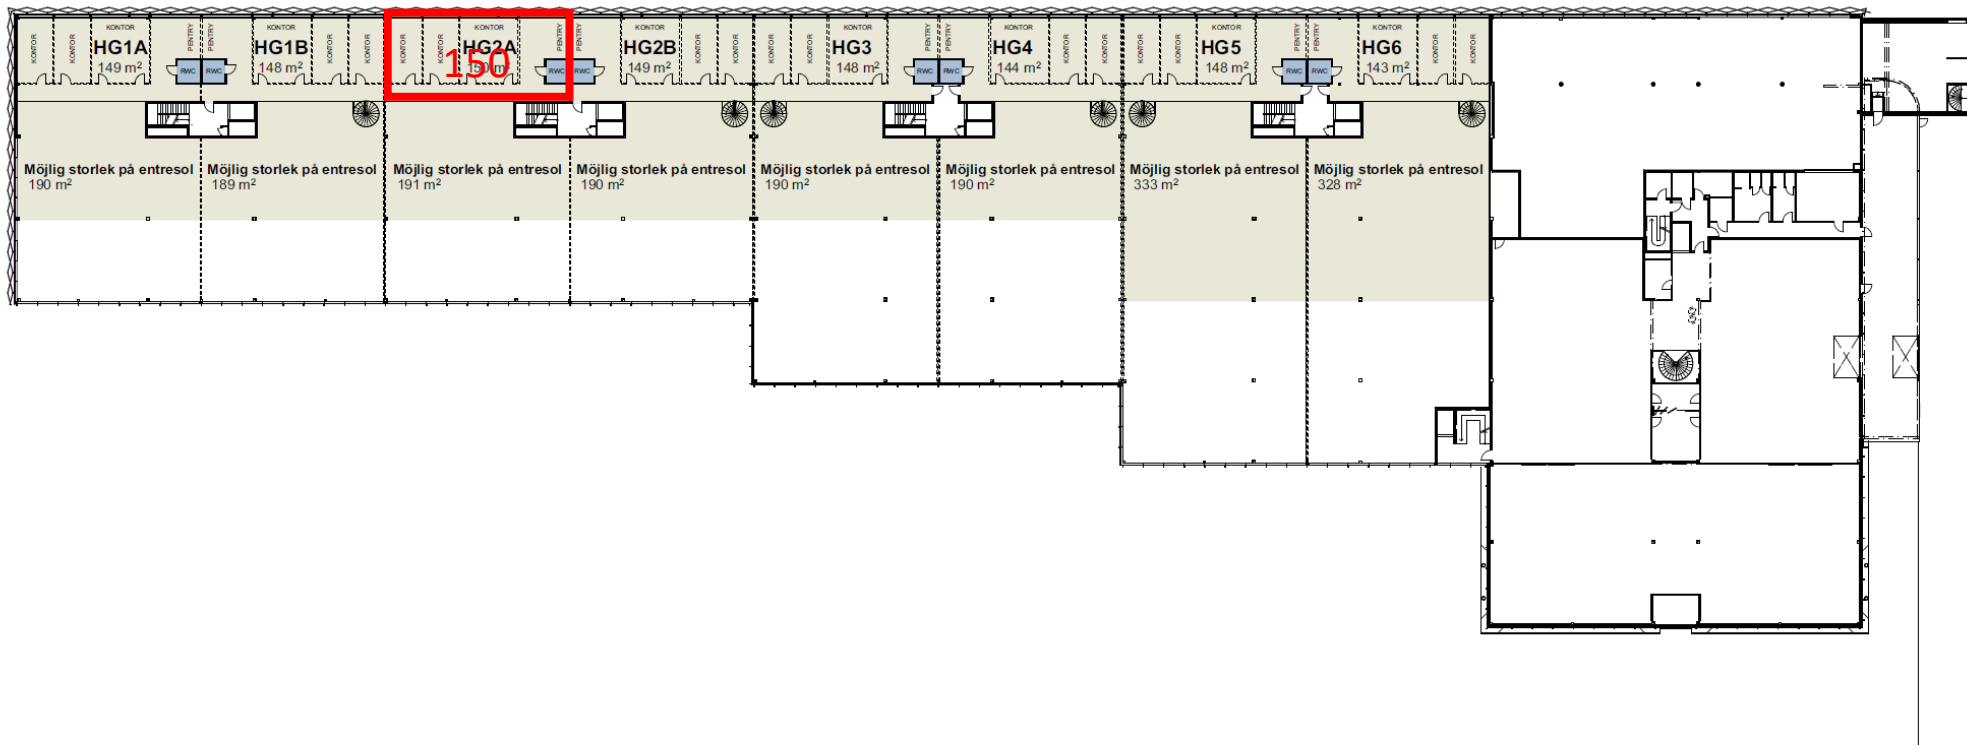 KONTOR KONTOR KONTOR PENTRY PENTRY KONTOR KONTOR KONTOR
HG1A HG1B
149 m² RWC RWC 148 m²
KONTOR KONTOR KONTOR PENTRY PENTRY KONTOR KONTOR KONTOR
HG2A HG2B
150
RWC RWC 149 m²
KONTOR KONTOR KONTOR PENTRY PENTRY KONTOR KONTOR KONTOR
HG3 HG4
148 m² RWC RWC 144 m²
KONTOR KONTOR KONTOR PENTRY PENTRY KONTOR KONTOR KONTOR
HG5 HG6
148 m² RWC RWC 143 m²
Möjlig storlek på entresol
190 m²
Möjlig storlek på entresol
189 m²
Möjlig storlek på entresol
191 m²
Möjlig storlek på entresol
190 m²
Möjlig storlek på entresol
190 m²
Möjlig storlek på entresol
190 m²
Möjlig storlek på entresol
333 m²
Möjlig storlek på entresol
328 m²